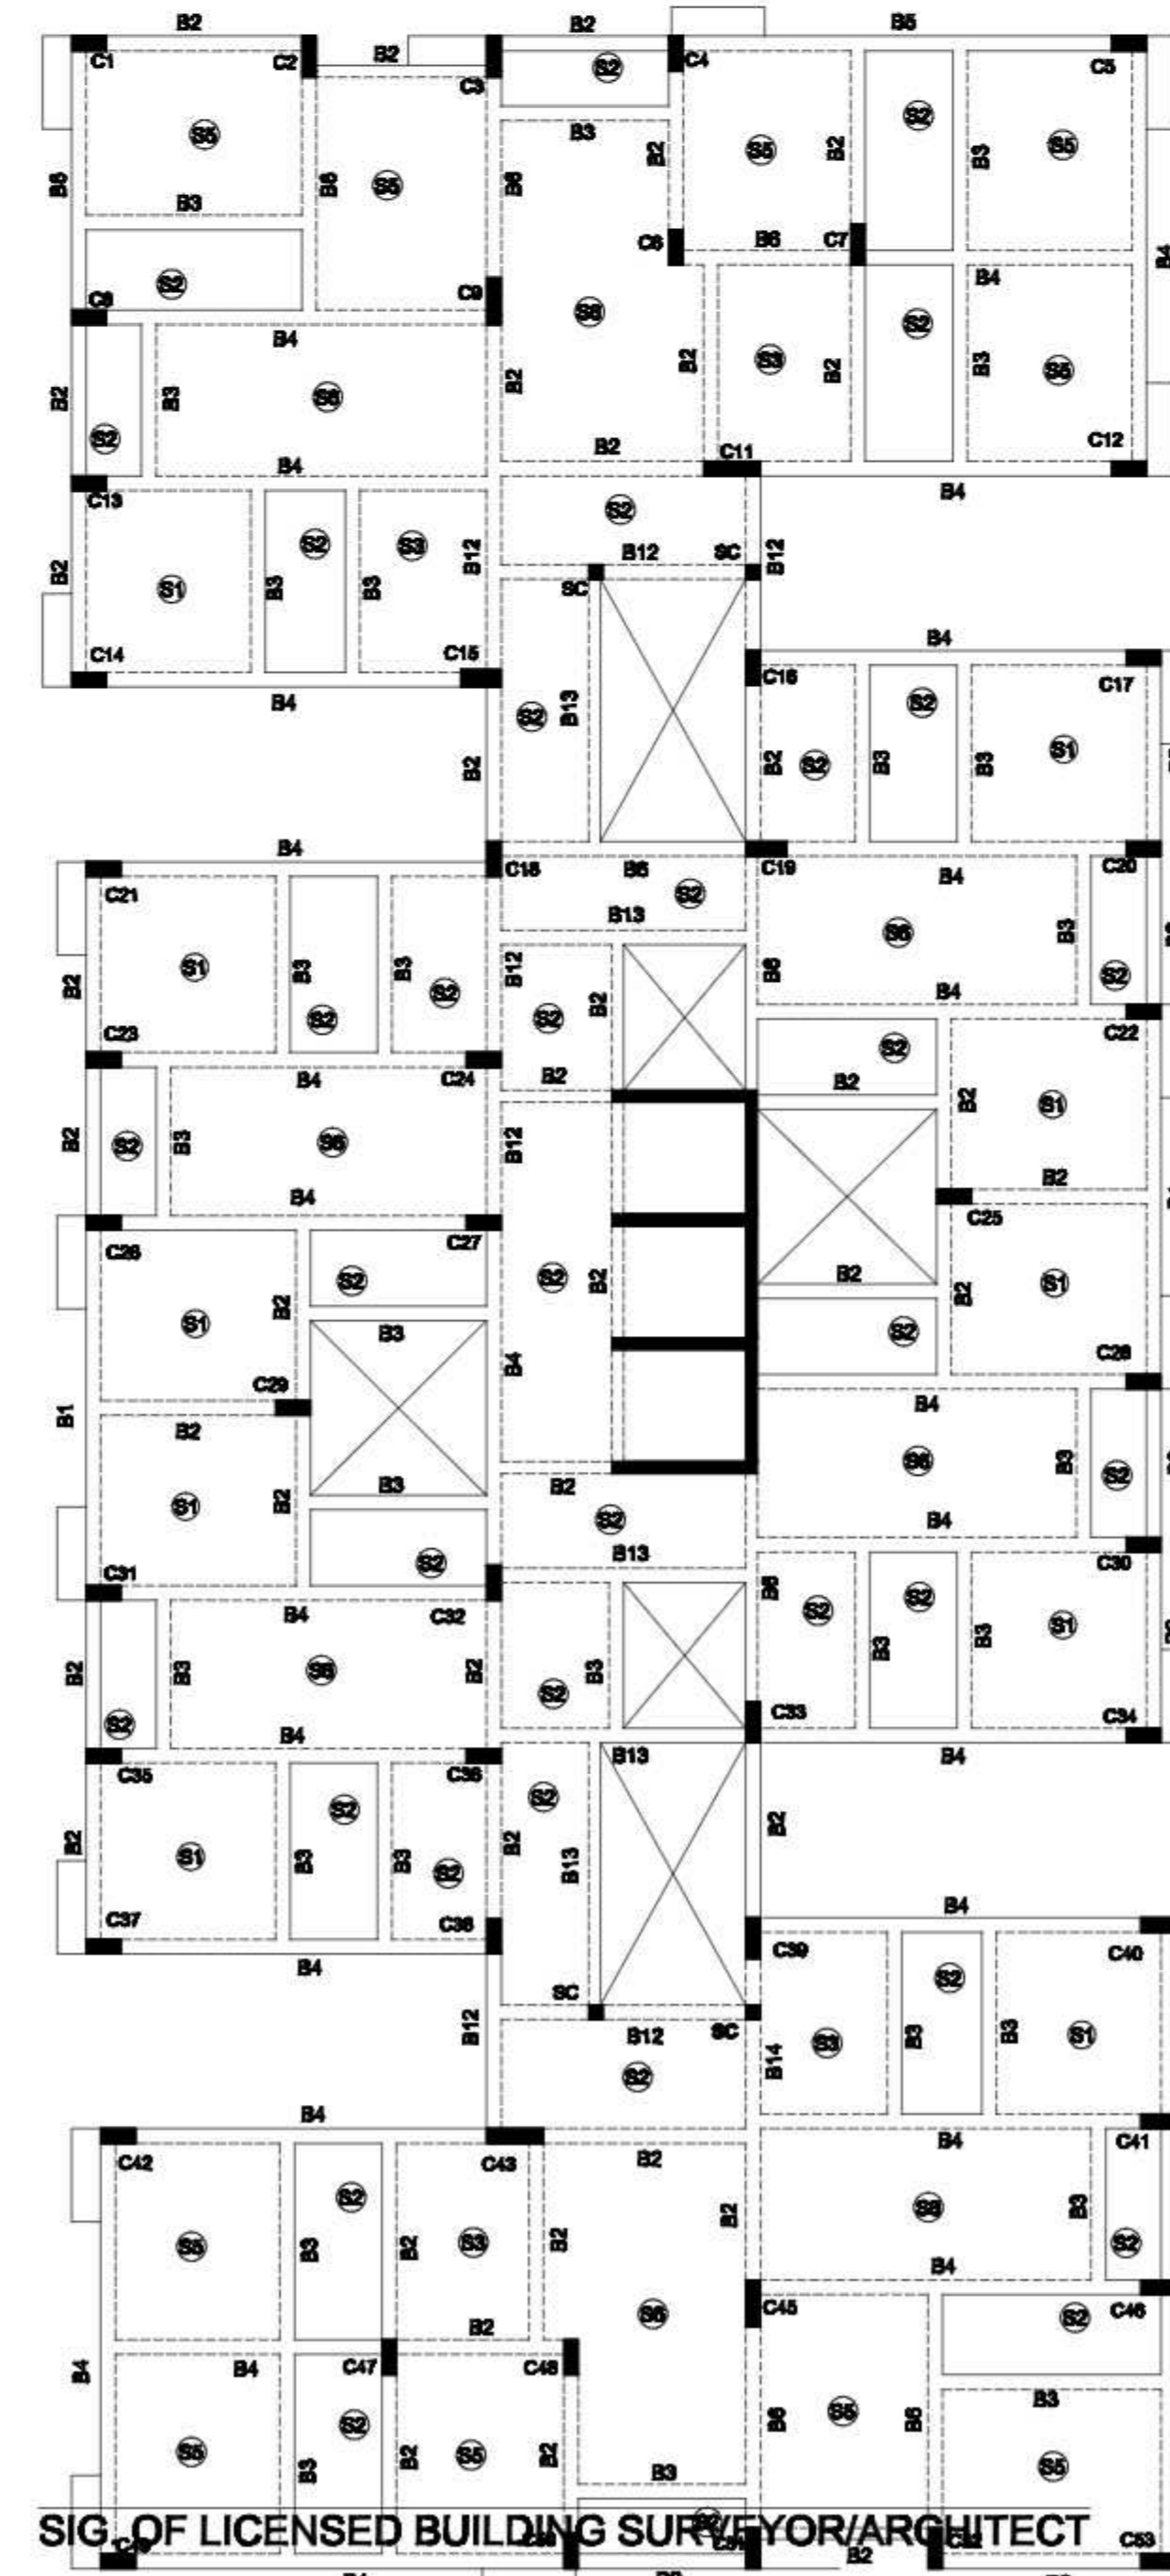 B2 B2 B5
C1 C2 B2 C3 S2 C4 C5
S5 B3 B2 S5 B2 S2 B3 S5
B5 B6 S5 B6
B3 C6 B6 C7
S2 C8 C9 S6 B4 B4
B4 S2
B2 B3 S6 B2 B2 S3 B2 B3 S5
S2 B4 B2 C11 C12
C13 B4
S2 S3 B12 S2 B12 SC B12
B2 S1 B3 B3 SC
C14 C15 B4
B4 C16 S2 C17
S2 B13 S1
B2 B2 S2 B3 B3
B4 C18 B6 C19 C20
C21 S2 B4
B13 S6 B3
B2 S1 B3 B3 S2 B12 B2 B6 S2
S2 S2 B4
C23 S2 C22
B4 C24 B2 B2 B2 S1
B2 S2 B3 S6 B12
B4 B2
C26 C27 C25
S2 S2 B2 B2 B2 S1
S1 B2 B3 S2
C29 B4 C28
B1 B2 B4
S1 B2 B3 B2 S6 B3 S2
S2 B4
S2 B13
C31 B4 C32 B6 S2 S2 C30
B2 B3 S6 B2 B3 B3 B3 S1
S2 B4 S2 C33 C34
C35 C36 B13 B4
S2 S2
B2 S1 B3 B3 S2 B2 B13 B2
C37 C38 B4
B4 C39 S2 C40
SC
B12 B12 SC S3 B3 B3 S1
S2 B14
B4
C42 C43 B2 B4 C41
S2
S5 B3 B2 S3 B2 B2 S6 B3
B2 B4 S2
S6 C45 S2 C46
B4 B4 C47 C48
S2 B6 S5 B6 B3
S5 B3 B2 S5 B2 B3 S5
SIG. OF LICENSED BUILDING SURVEYOR/ARCHITECT
C53
B2